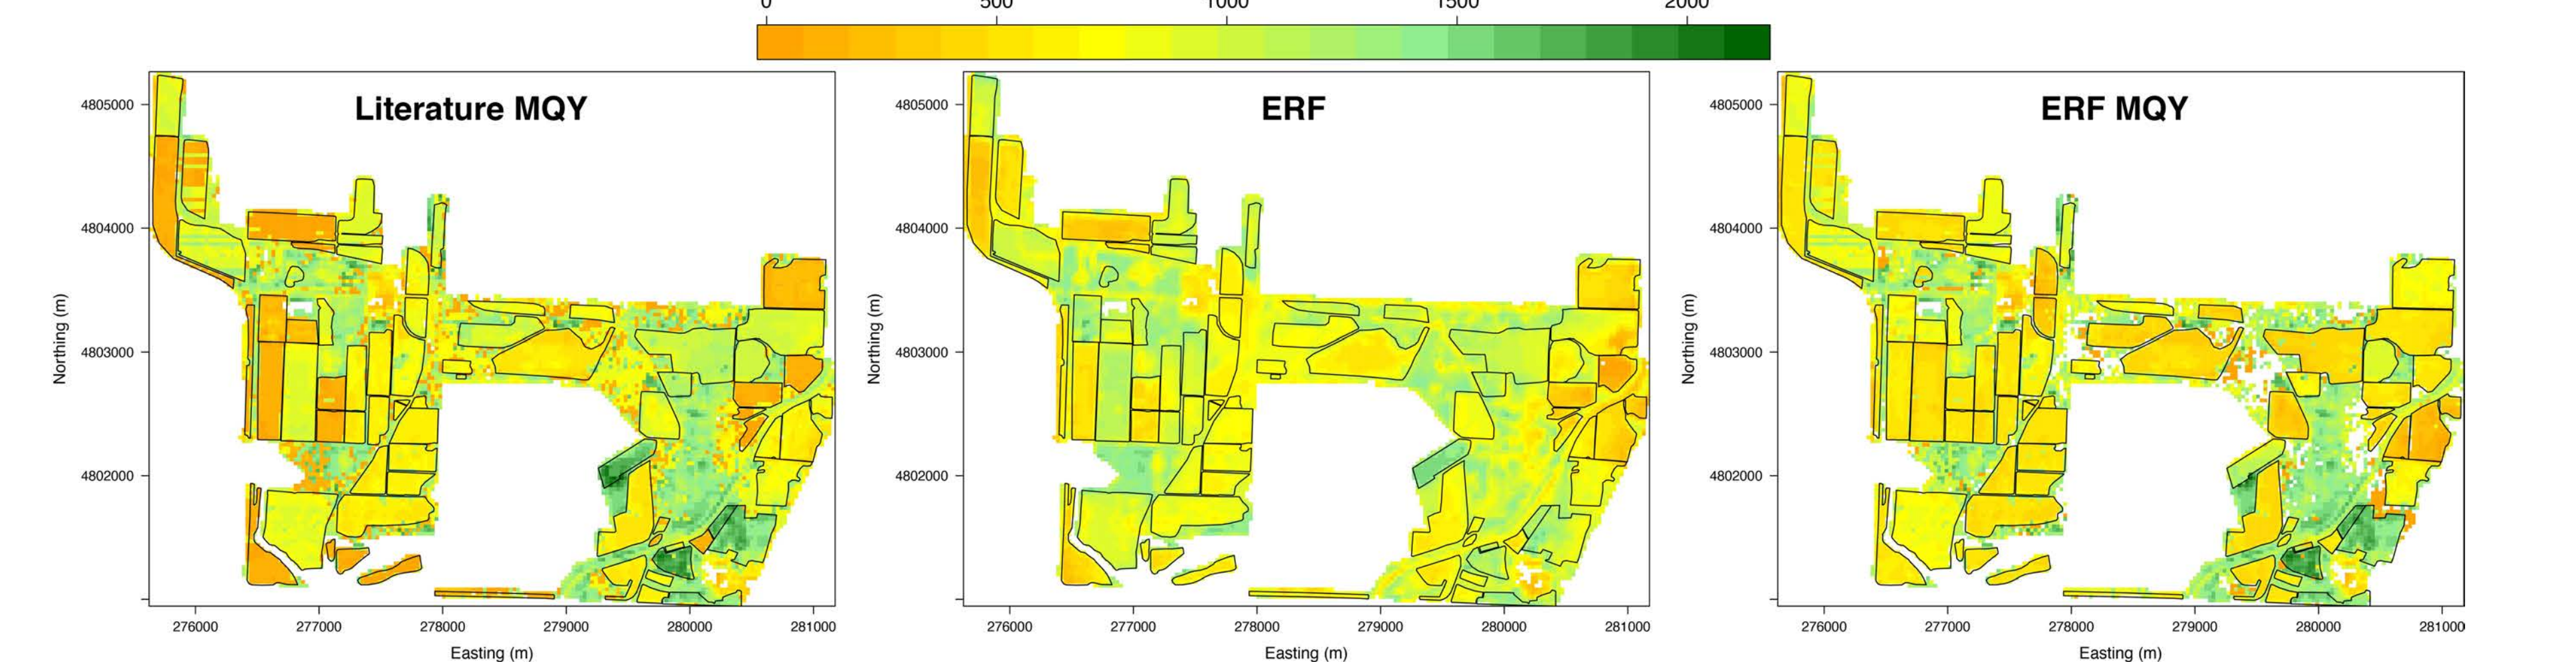 0 500 1000 1500 2000
Literature MQY
ERF
ERF MQY
4805000
4804000
4803000
4802000
Northing (m)
276000 277000 278000 279000 280000 281000
Easting (m)
4805000
4804000
4803000
4802000
Northing (m)
276000 277000 278000 279000 280000 281000
Easting (m)
4805000
4804000
4803000
4802000
Northing (m)
276000 277000 278000 279000 280000 281000
Easting (m)